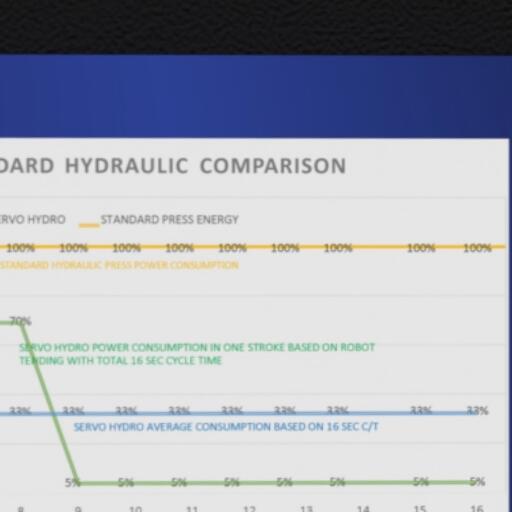 DARD HYDRAULIC COMPARISON
ERVO HYDRO STANDARD PRESS ENERGY
100% 100% 100% 100% 100% 100% 100% 100% 100%
STANDARD HYDRAULIC PRESS POWER CONSUMPTION
70%
SERVO HYDRO POWER CONSUMPTION IN ONE STROKE BASED ON ROBOT
TENDING WITH TOTAL 16 SEC CYCLE TIME
33% 33% 33% 33% 33% 33% 33% 33% 33%
SERVO HYDRO AVERAGE CONSUMPTION BASED ON 16 SEC C/T
5% 5% 5% 5% 5% 5% 5% 5%
8 9 10 11 12 13 14 15 16